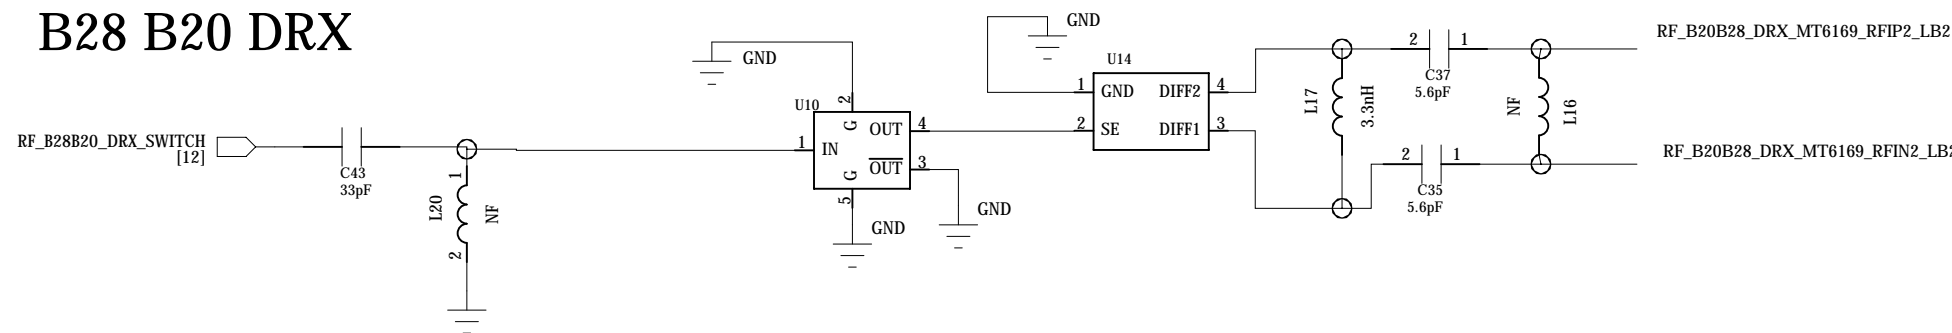 B28 B20 DRX
RF_B28B20_DRX_SWITCH
[12]
C43
33pF
L20
NF
1
2
GND
U10
1
IN
2
G
OUT
4
OUT
3
G
5
GND
GND
GND
U14
1
GND
2
SE
DIFF2
4
DIFF1
3
L17
3.3nH
2
1
C37
5.6pF
2
1
C35
5.6pF
NF
L16
RF_B20B28_DRX_MT6169_RFIP2_LB2
RF_B20B28_DRX_MT6169_RFIN2_LB2